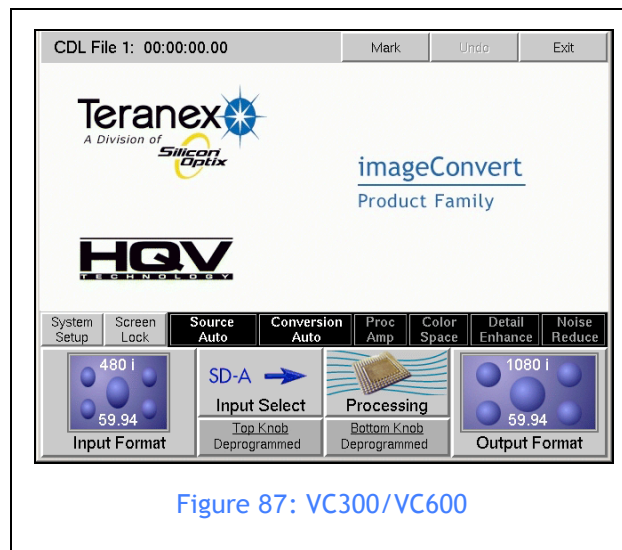 CDL File 1: 00:00:00.00 Mark Undo Exit
Teranex
A Division of
Silicon
Optix
imageConvert
Product Family
HQV
TECHNOLOGY
System Setup
Screen Lock
Source Auto
Conversion Auto
Proc Amp
Color Space
Detail Enhance
Noise Reduce
480 i
59.94
Input Format
SD-A
Input Select
Top Knob
Deprogrammed
Processing
Bottom Knob
Deprogrammed
1080 i
59.94
Output Format
Figure 87: VC300/VC600